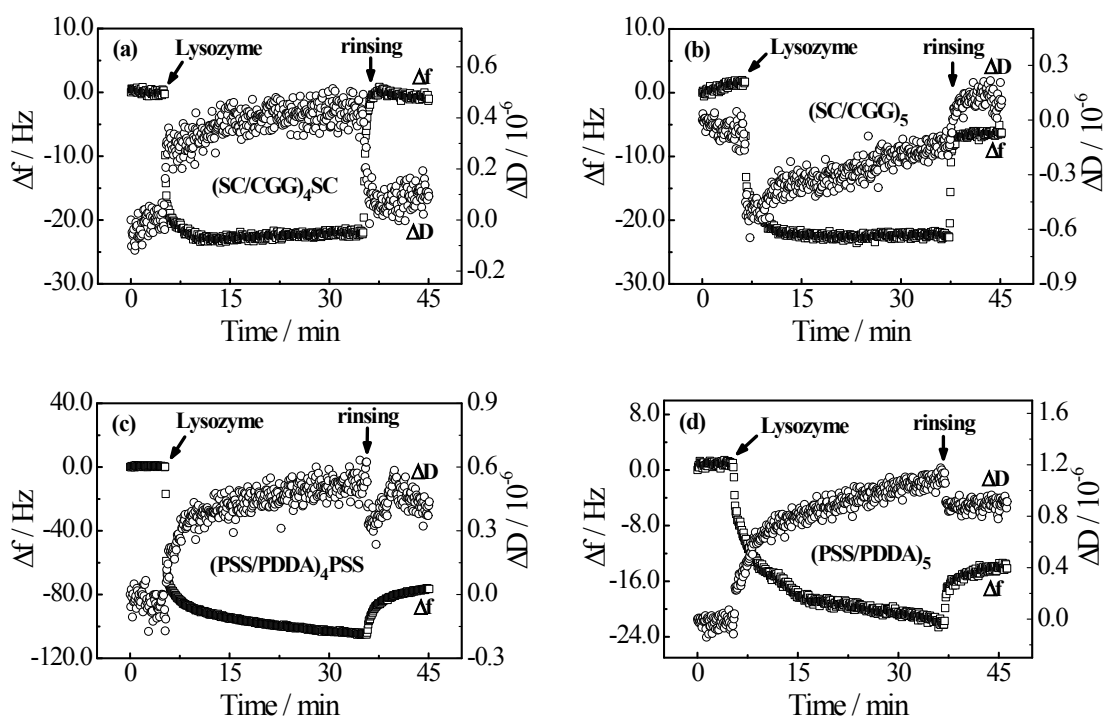 (a)
Lysozyme
rinsing
Δf
ΔD
(SC/CGG)4SC
10.0
0.0
-10.0
-20.0
-30.0
Δf / Hz
0.6
0.4
0.2
0.0
-0.2
ΔD / 10-6
0 15 30 45
Time / min
(b)
Lysozyme
rinsing
ΔD
Δf
(SC/CGG)5
10.0
5.0
0.0
-5.0
-10.0
-15.0
-20.0
-25.0
-30.0
Δf / Hz
0.3
0.0
-0.3
-0.6
-0.9
ΔD / 10-6
0 15 30 45
Time / min
(c)
Lysozyme
rinsing
ΔD
(PSS/PDDA)4PSS
Δf
40.0
0.0
-40.0
-80.0
-120.0
Δf / Hz
0.9
0.6
0.3
0.0
-0.3
ΔD / 10-6
0 15 30 45
Time / min
(d)
Lysozyme
rinsing
ΔD
(PSS/PDDA)5
Δf
8.0
0.0
-8.0
-16.0
-24.0
Δf / Hz
1.6
1.2
0.8
0.4
0.0
ΔD / 10-6
0 15 30 45
Time / min